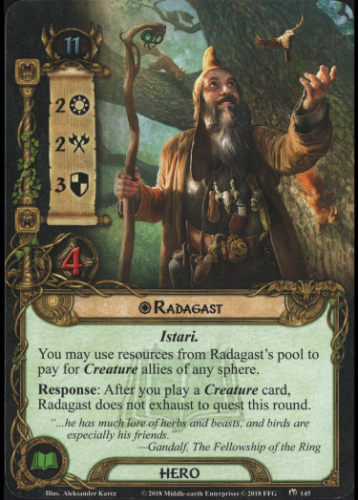 11
2
2
3
4
RADAGAST
Istari.
You may use resources from Radagast's pool to
pay for Creature allies of any sphere.
Response: After you play a Creature card,
Radagast does not exhaust to quest this round.
"...he has much lore of herbs and beasts, and birds are
especially his friends."
—Gandalf, The Fellowship of the Ring
HERO
Illus. Aleksander Karcz
© 2018 Middle-earth Enterprises © 2018 FFG
145